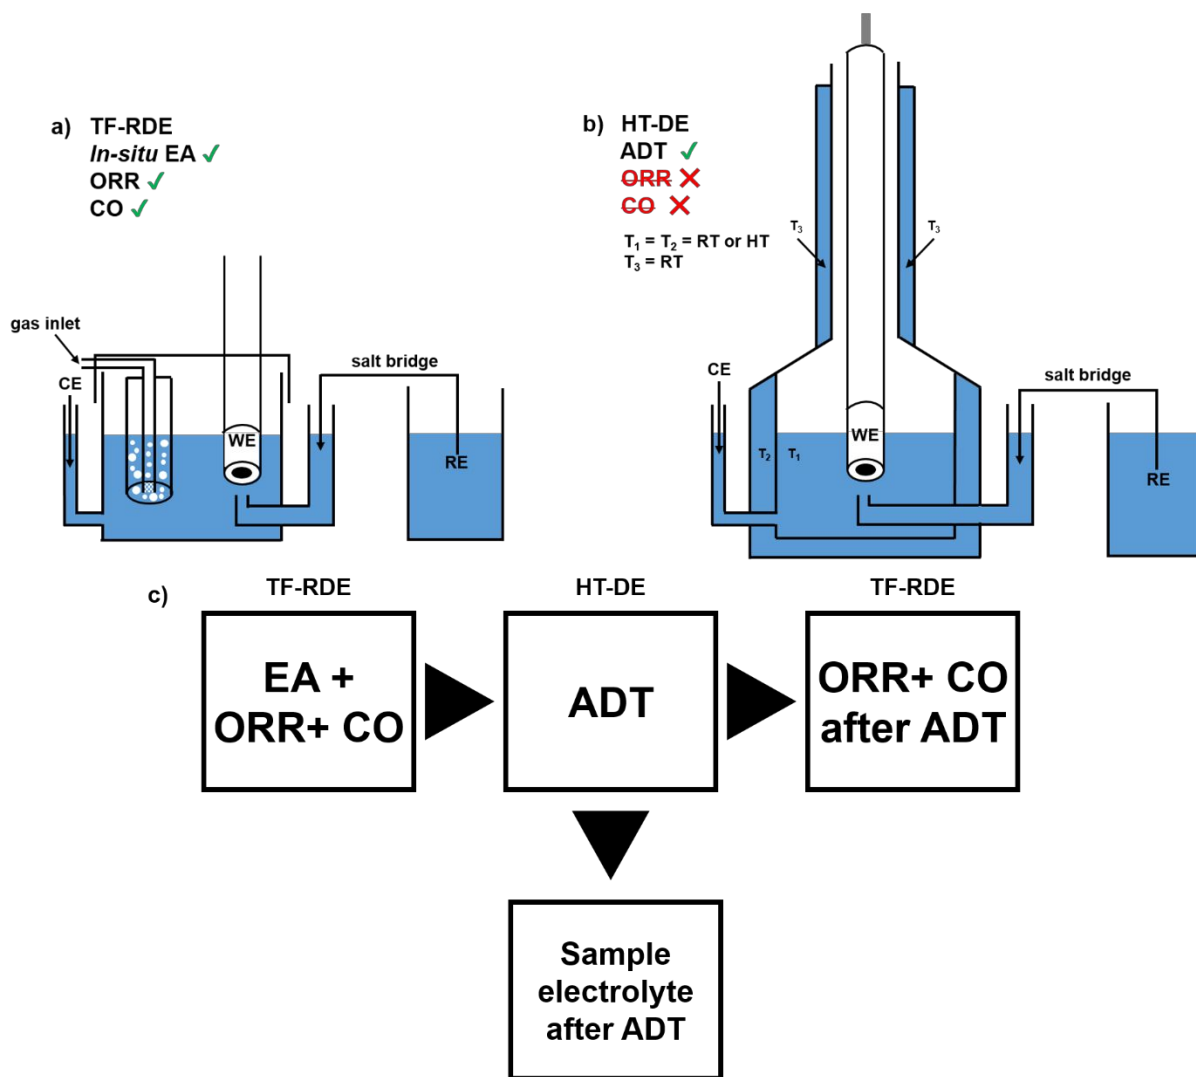 a) TF-RDE
In-situ EA ✓
ORR ✓
CO ✓
gas inlet
CE
WE
salt bridge
RE
b) HT-DE
ADT ✓
ORR ✕
CO ✕
T₁ = T₂ = RT or HT
T₃ = RT
T₃
T₃
CE
WE
T₂
T₁
salt bridge
RE
c)
TF-RDE
EA +
ORR+ CO
HT-DE
ADT
TF-RDE
ORR+ CO
after ADT
Sample
electrolyte
after ADT